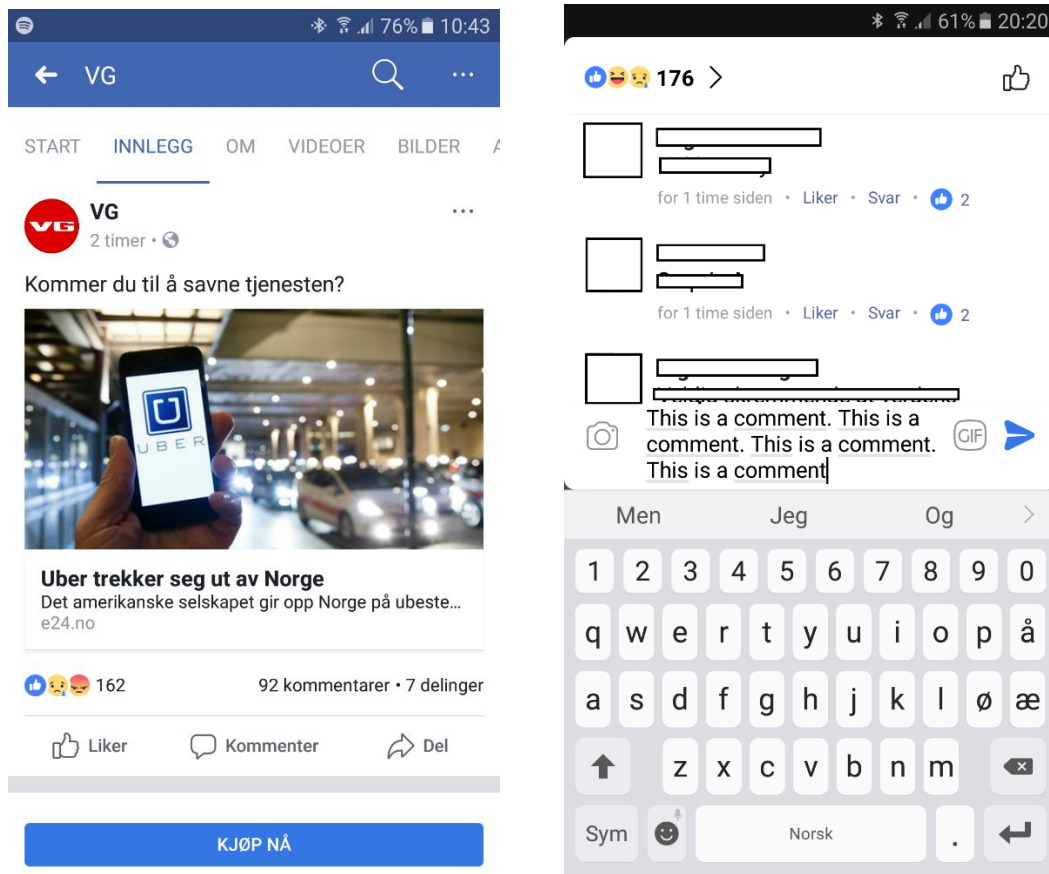 76% 10:43
VG
START INNLEGG OM VIDEOER BILDER
VG
VG
2 timer •
Kommer du til å savne tjenesten?
U
UBER
Uber trekker seg ut av Norge
Det amerikanske selskapet gir opp Norge på ubeste...
e24.no
162 92 kommentarer • 7 delinger
Liker Kommenter Del
KJØP NÅ
61% 20:20
176
for 1 time siden • Liker • Svar • 2
for 1 time siden • Liker • Svar • 2
This is a comment. This is a
comment. This is a comment.
This is a comment
GIF
Men Jeg Og
1 2 3 4 5 6 7 8 9 0
q w e r t y u i o p å
a s d f g h j k l ø æ
z x c v b n m
Sym Norsk .